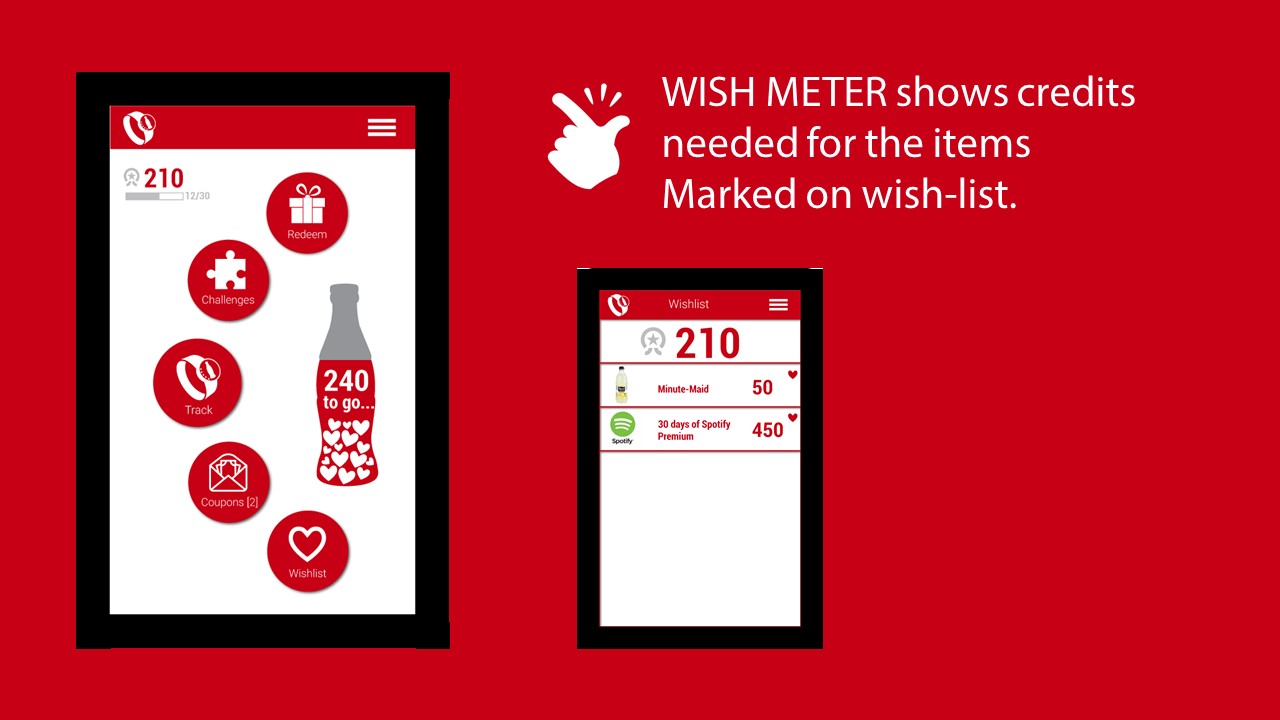 WISH METER shows credits
needed for the items
Marked on wish-list.
210
12/30
Redeem
Challenges
Track
Coupons [2]
Wishlist
240
to go...
Wishlist
210
Minute-Maid 50
Spotify
30 days of Spotify
Premium
450